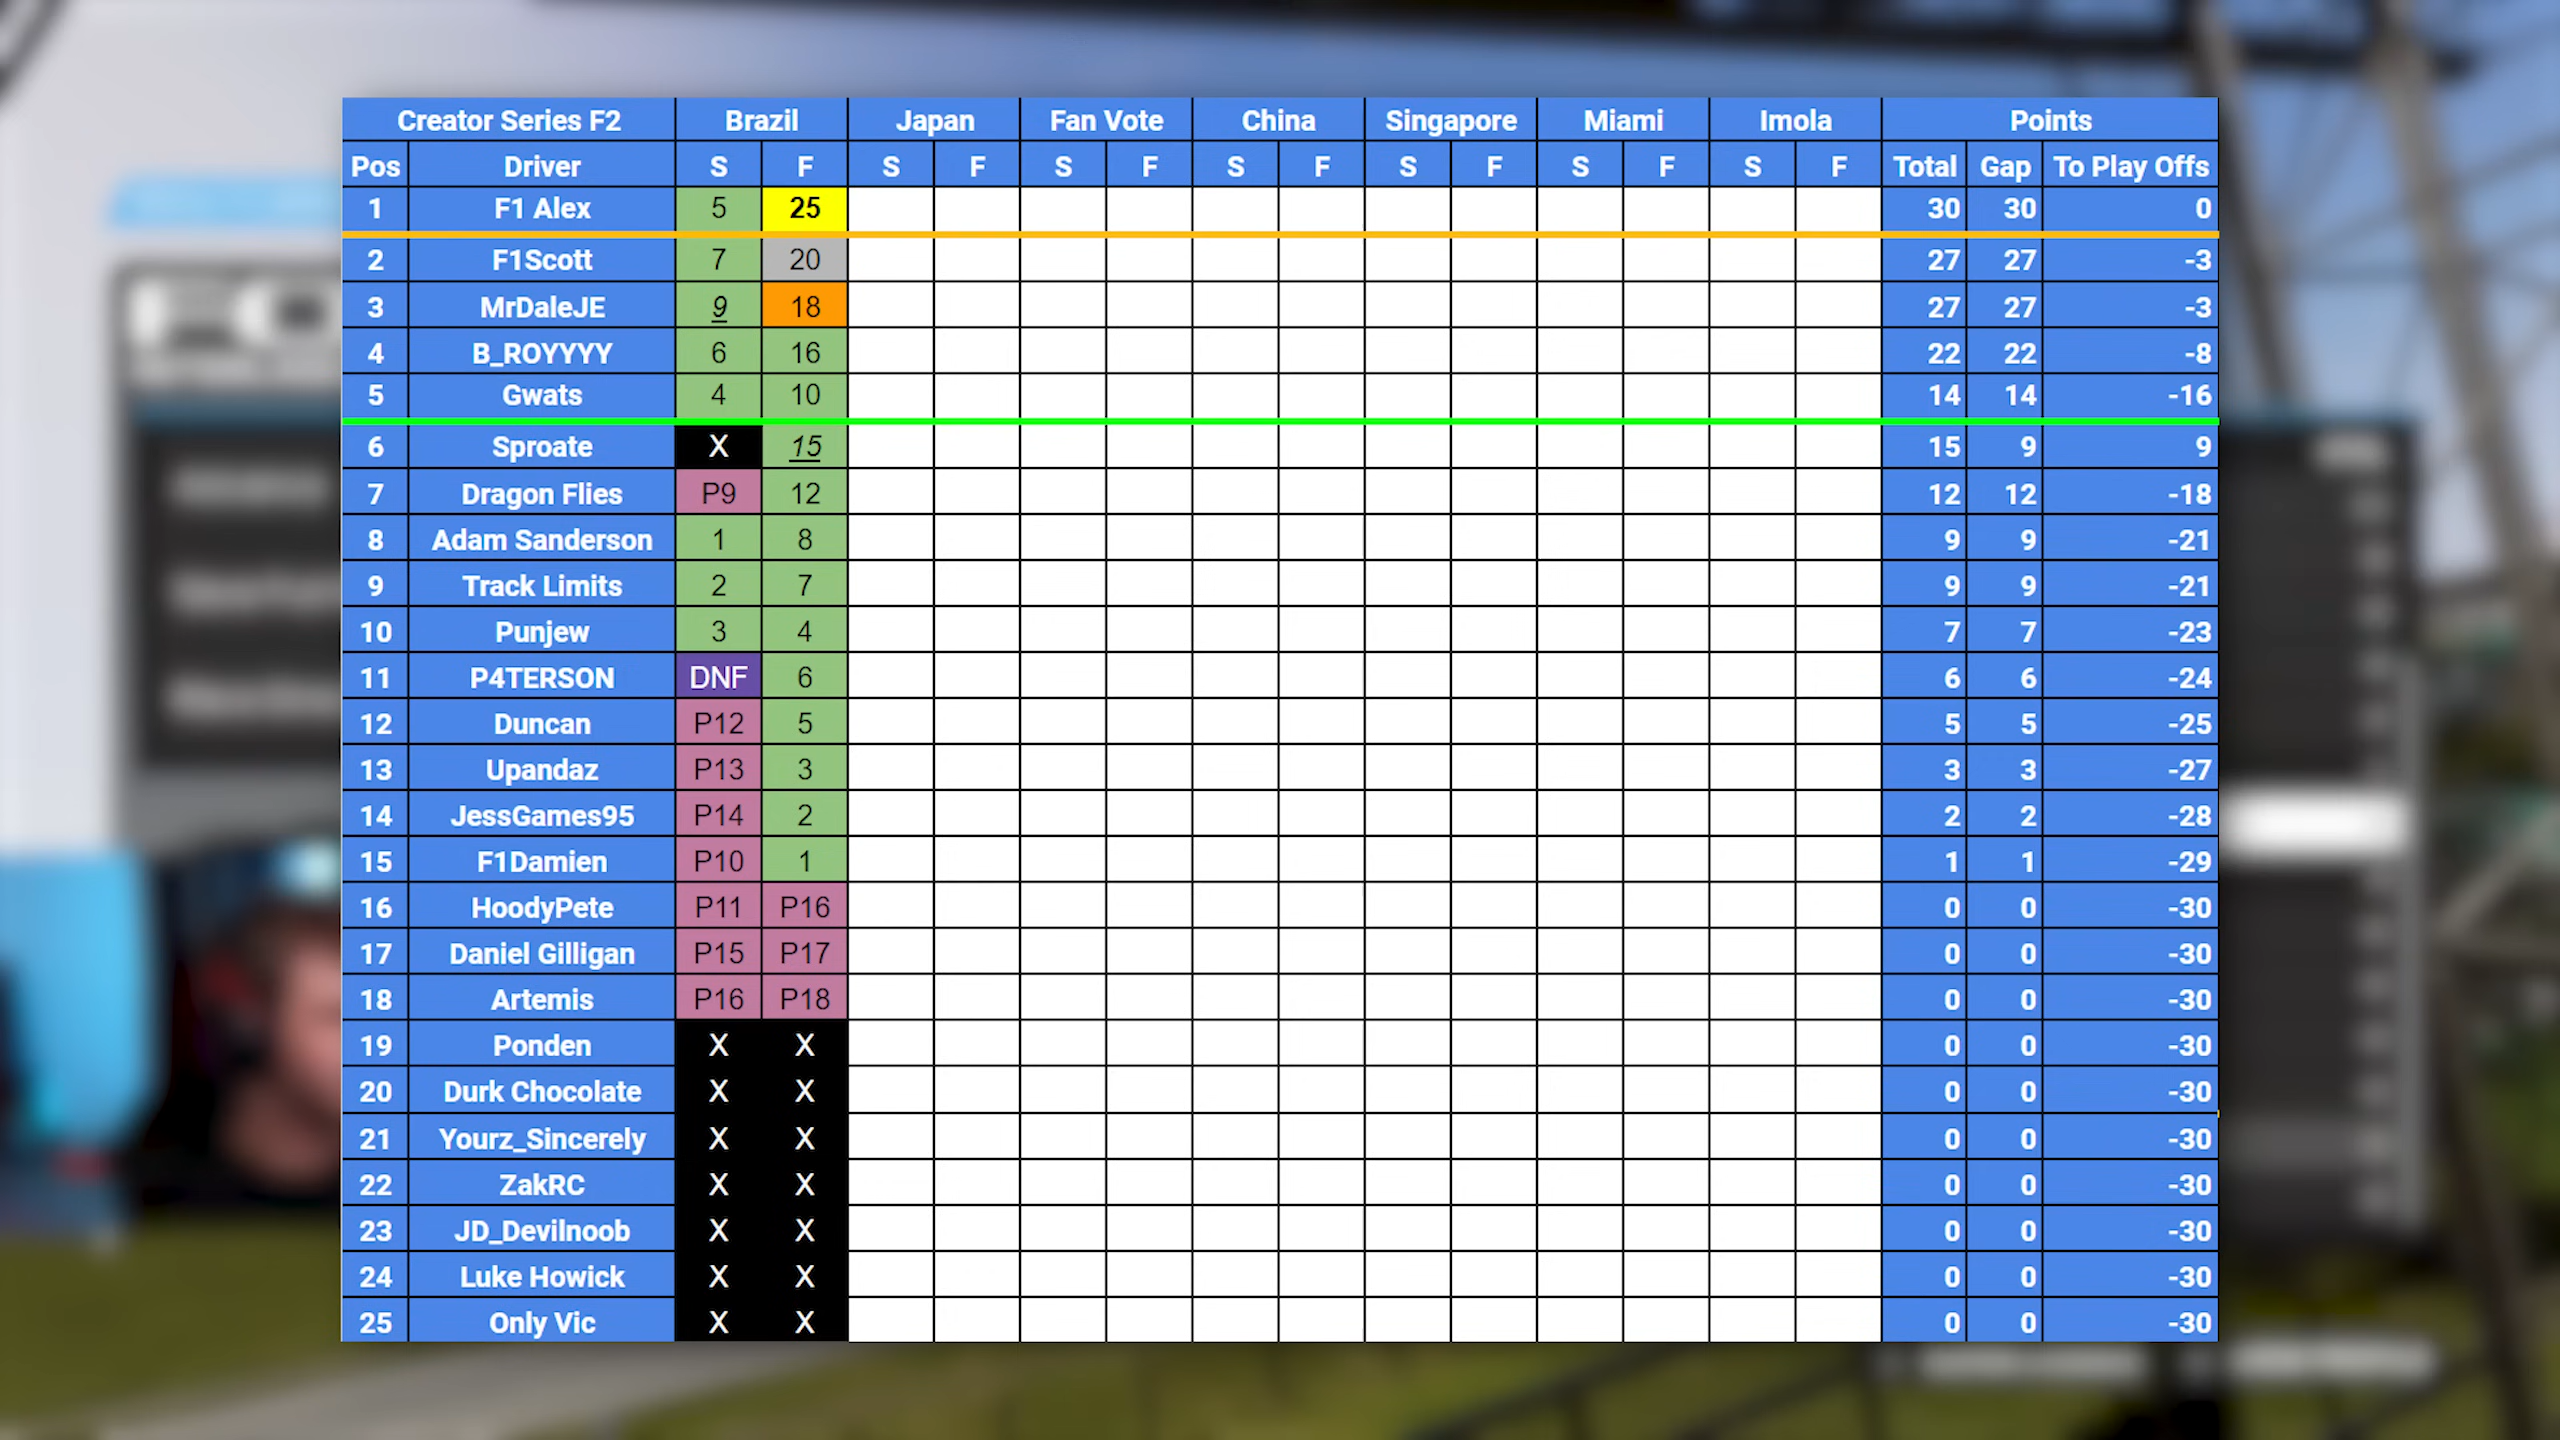 Creator Series F2 Brazil Japan Fan Vote China Singapore Miami Imola Points
Pos Driver S F S F S F S F S F S F S F Total Gap To Play Offs
1 F1 Alex 5 25 30 30 0
2 F1Scott 7 20 27 27 -3
3 MrDaleJE 9 18 27 27 -3
4 B_ROYYYY 6 16 22 22 -8
5 Gwats 4 10 14 14 -16
6 Sproate X 15 15 9 9
7 Dragon Flies P9 12 12 12 -18
8 Adam Sanderson 1 8 9 9 -21
9 Track Limits 2 7 9 9 -21
10 Punjew 3 4 7 7 -23
11 P4TERSON DNF 6 6 6 -24
12 Duncan P12 5 5 5 -25
13 Upandaz P13 3 3 3 -27
14 JessGames95 P14 2 2 2 -28
15 F1Damien P10 1 1 1 -29
16 HoodyPete P11 P16 0 0 -30
17 Daniel Gilligan P15 P17 0 0 -30
18 Artemis P16 P18 0 0 -30
19 Ponden X X 0 0 -30
20 Durk Chocolate X X 0 0 -30
21 Yourz_Sincerely X X 0 0 -30
22 ZakRC X X 0 0 -30
23 JD_Devilnoob X X 0 0 -30
24 Luke Howick X X 0 0 -30
25 Only Vic X X 0 0 -30